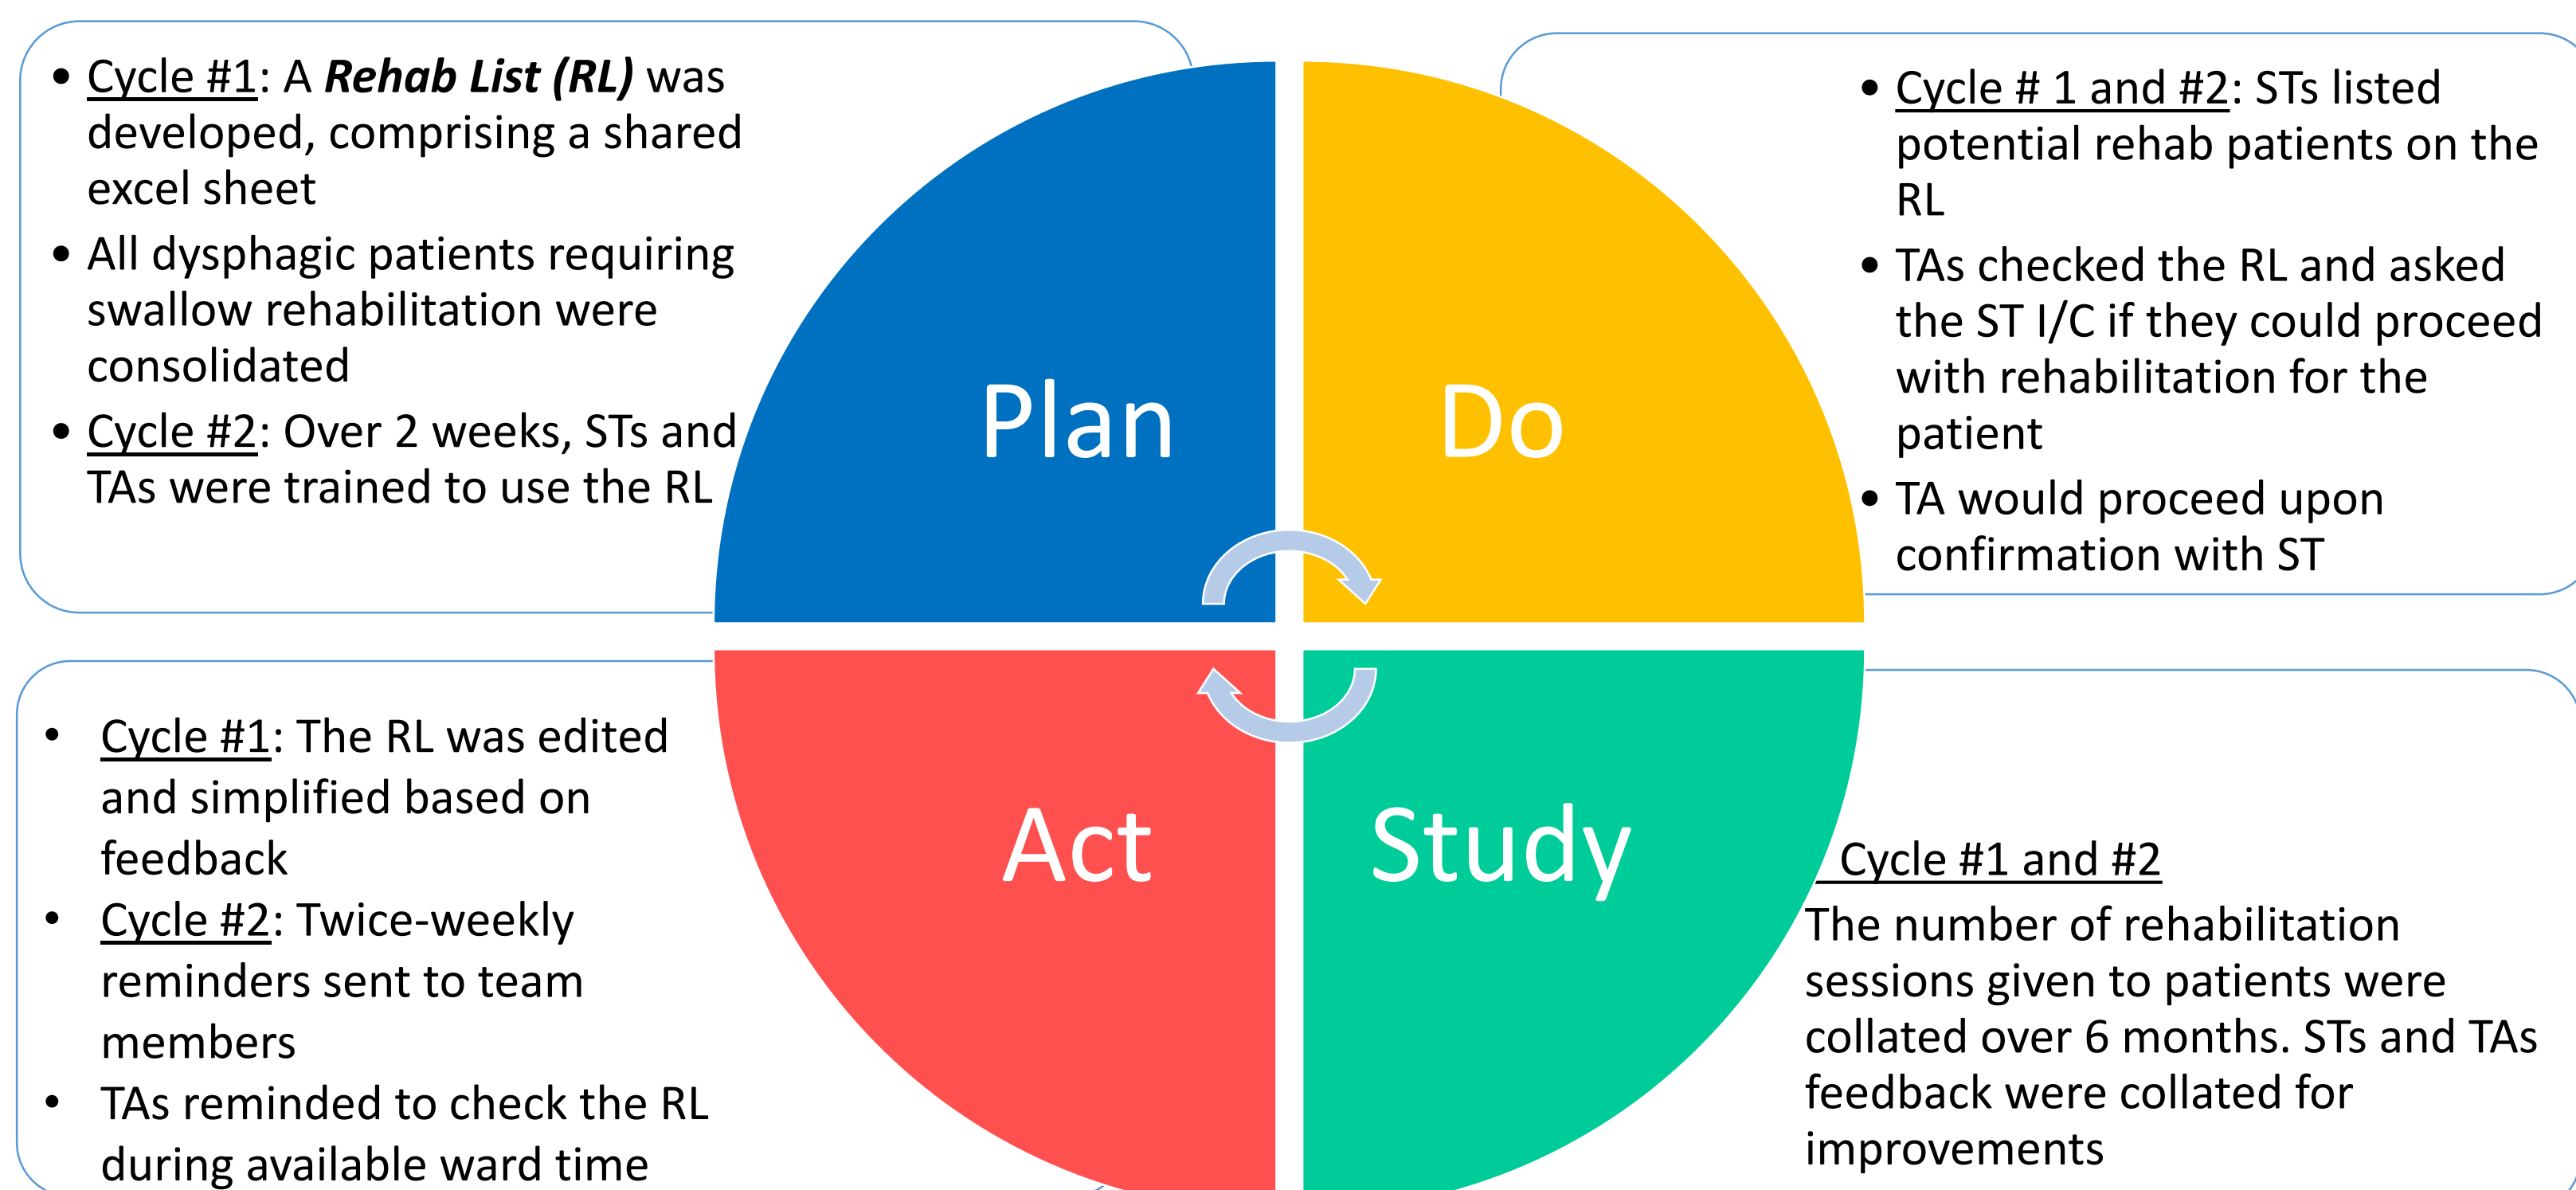 • Cycle #1: A Rehab List (RL) was
developed, comprising a shared
excel sheet
• All dysphagic patients requiring
swallow rehabilitation were
consolidated
• Cycle #2: Over 2 weeks, STs and
TAs were trained to use the RL
Plan
Do
• Cycle # 1 and #2: STs listed
potential rehab patients on the
RL
• TAs checked the RL and asked
the ST I/C if they could proceed
with rehabilitation for the
patient
• TA would proceed upon
confirmation with ST
• Cycle #1: The RL was edited
and simplified based on
feedback
• Cycle #2: Twice-weekly
reminders sent to team
members
• TAs reminded to check the RL
during available ward time
Act
Study
Cycle #1 and #2
The number of rehabilitation
sessions given to patients were
collated over 6 months. STs and TAs
feedback were collated for
improvements